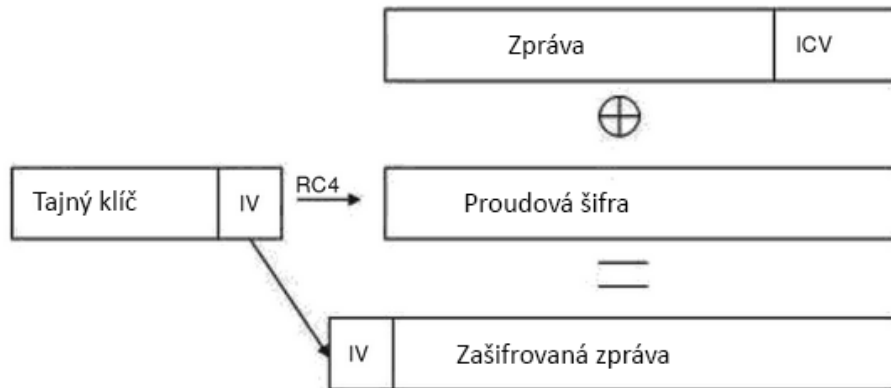 Zpráva
ICV
Tajný klíč
IV
RC4
Proudová šifra
IV
Zašifrovaná zpráva